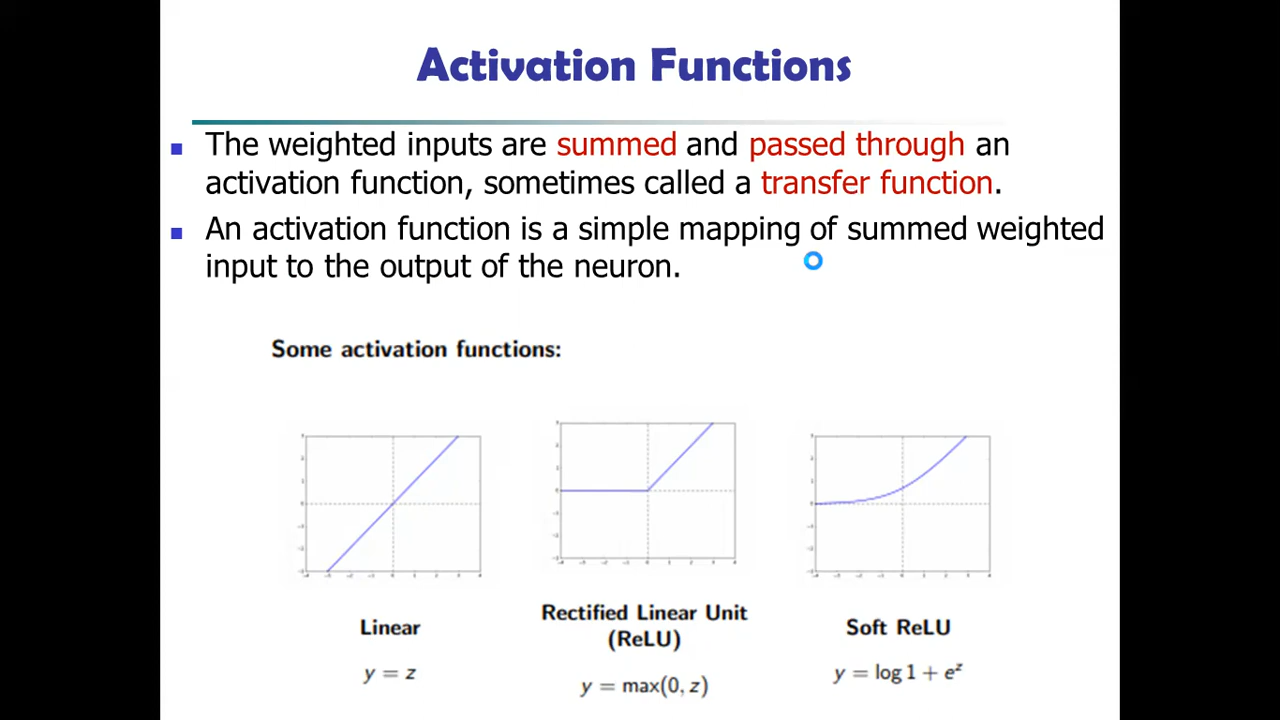 Activation Functions
The weighted inputs are summed and passed through an
activation function, sometimes called a transfer function.
An activation function is a simple mapping of summed weighted
input to the output of the neuron.
Some activation functions:
Linear
y = z
Rectified Linear Unit
(ReLU)
y = max(0, z)
Soft ReLU
y = log 1 + e^z